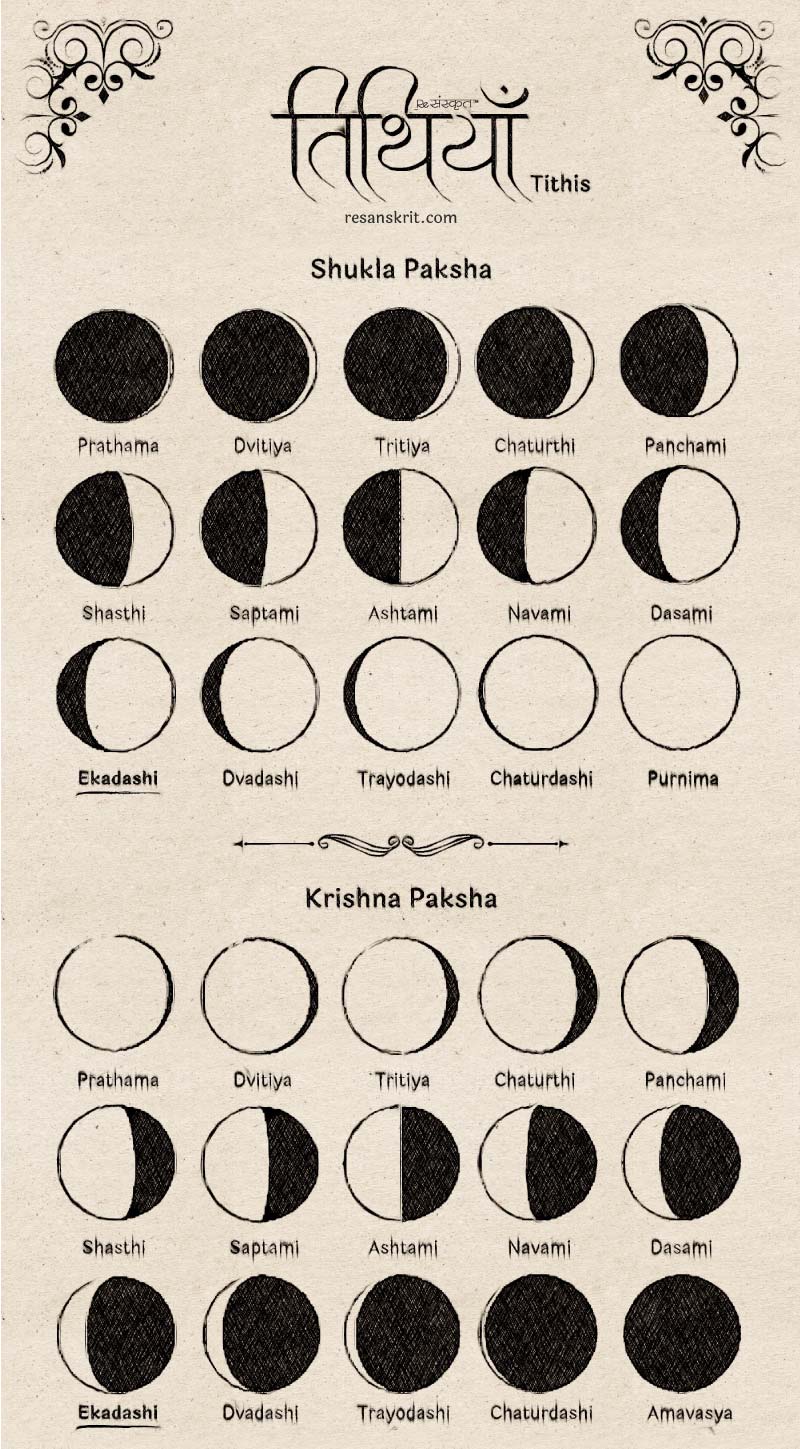 Reसंस्कृत™
तिथियाँ
Tithis
resanskrit.com
Shukla Paksha
Prathama Dvitiya Tritiya Chaturthi Panchami
Shasthi Saptami Ashtami Navami Dasami
Ekadashi Dvadashi Trayodashi Chaturdashi Purnima
Krishna Paksha
Prathama Dvitiya Tritiya Chaturthi Panchami
Shasthi Saptami Ashtami Navami Dasami
Ekadashi Dvadashi Trayodashi Chaturdashi Amavasya